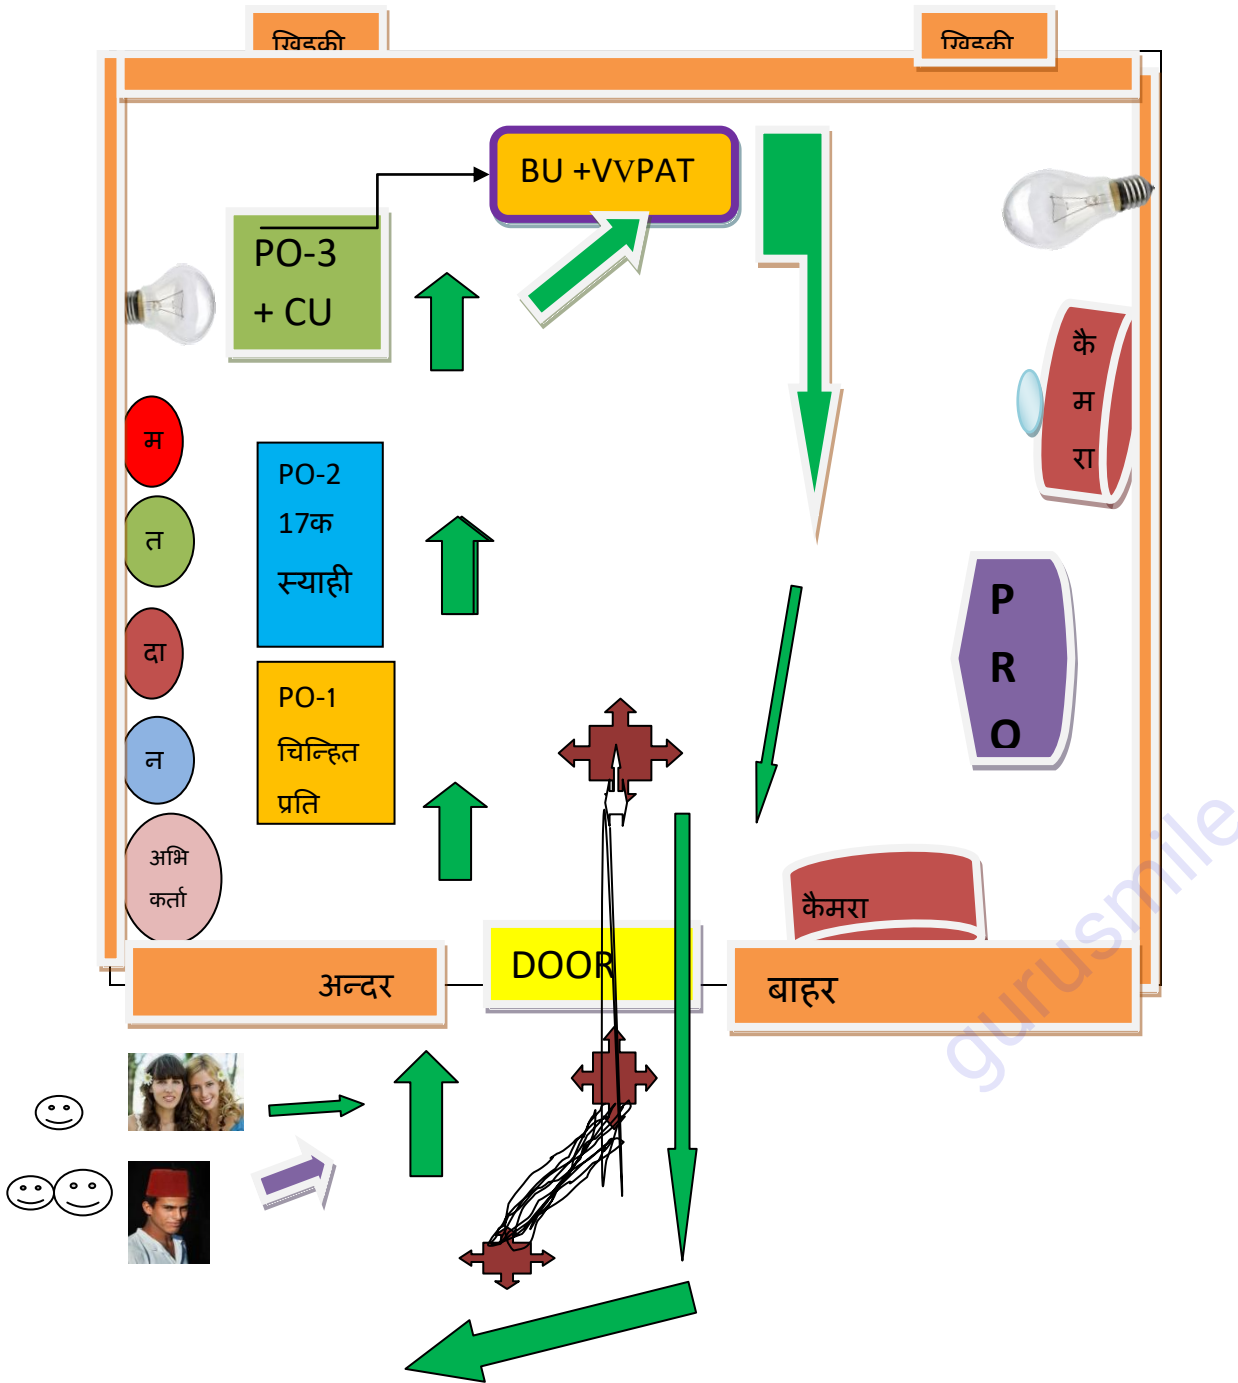 खिड़की
खिड़की
BU +VVPAT
PO-3
+ CU
कै
म
रा
म
त
दा
न
अभि
कर्ता
PO-2
17क
स्याही
PO-1
चिन्हित
प्रति
P
R
O
कैमरा
अन्दर
DOOR
बाहर
gurusmile